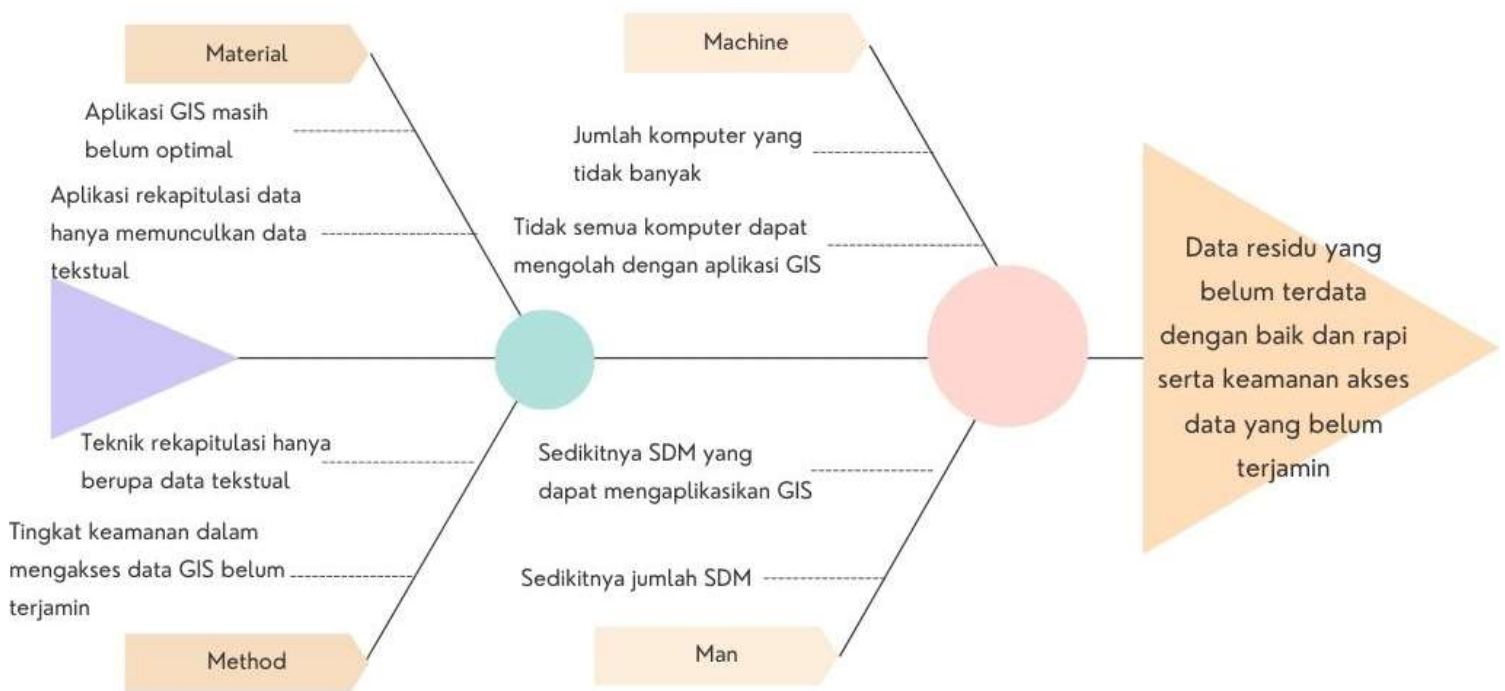 Material
Aplikasi GIS masih
belum optimal
Aplikasi rekapitulasi data
hanya memunculkan data
tekstual
Machine
Jumlah komputer yang
tidak banyak
Tidak semua komputer dapat
mengolah dengan aplikasi GIS
Teknik rekapitulasi hanya
berupa data tekstual
Tingkat keamanan dalam
mengakses data GIS belum
terjamin
Method
Sedikitnya SDM yang
dapat mengaplikasikan GIS
Sedikitnya jumlah SDM
Man
Data residu yang
belum terdata
dengan baik dan rapi
serta keamanan akses
data yang belum
terjamin